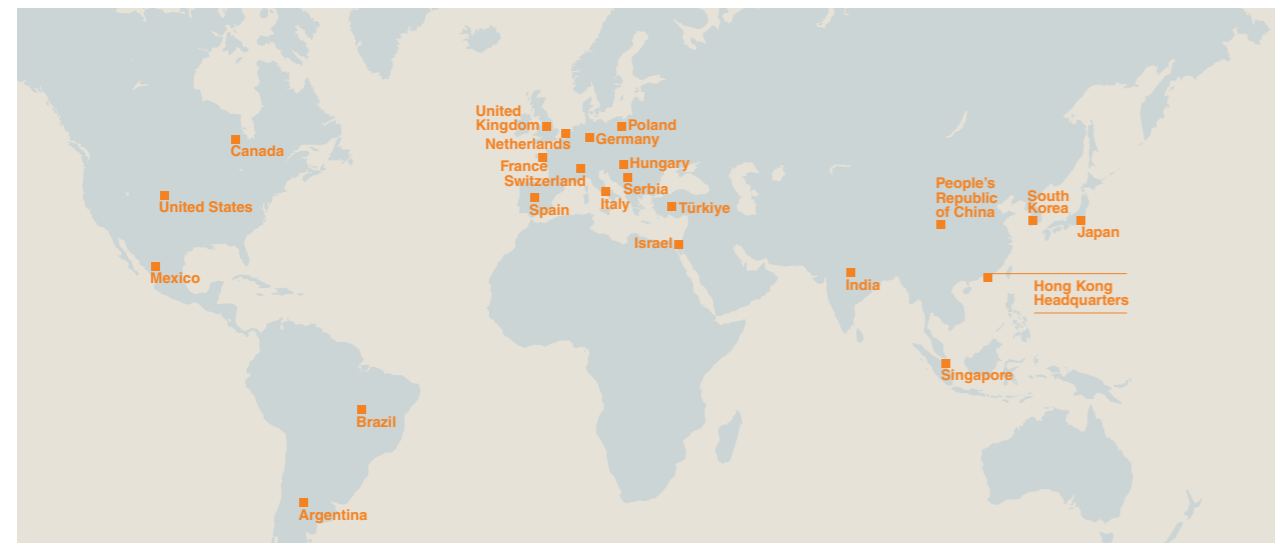 United
Kingdom
Poland
Netherlands
Germany
Canada
France
Hungary
Switzerland
Serbia
United States
Spain
Italy
Türkiye
People's
Republic
of China
South
Korea
Japan
Israel
Mexico
India
Hong Kong
Headquarters
Singapore
Brazil
Argentina